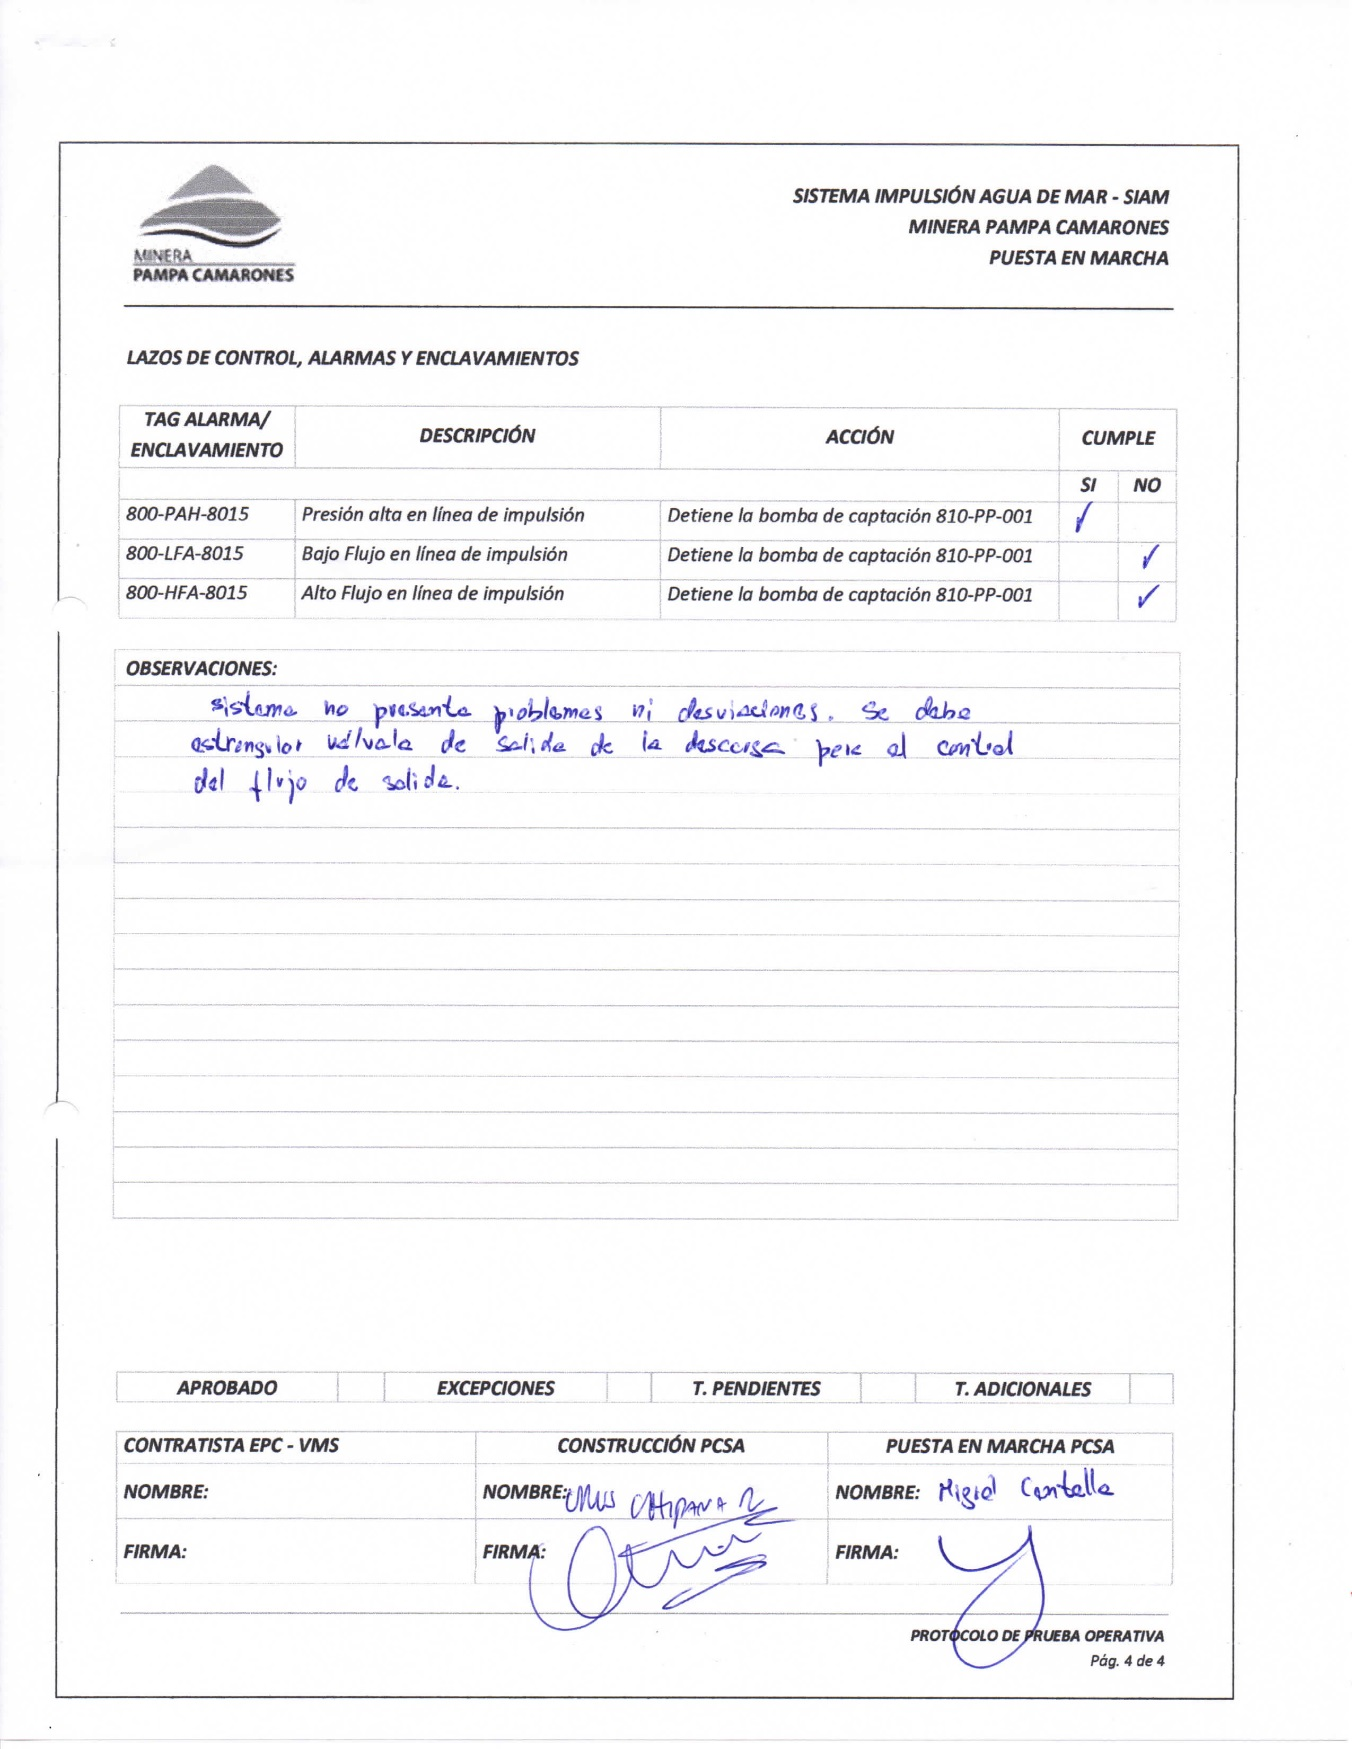 MINERA
PAMPA CAMARONES
SISTEMA IMPULSIÓN AGUA DE MAR - SIAM
MINERA PAMPA CAMARONES
PUESTA EN MARCHA
LAZOS DE CONTROL, ALARMAS Y ENCLAVAMIENTOS
TAG ALARMA/
ENCLAVAMIENTO DESCRIPCIÓN ACCIÓN CUMPLE
SI NO
800-PAH-8015 Presión alta en línea de impulsión Detiene la bomba de captación 810-PP-001 ✓
800-LFA-8015 Bajo Flujo en línea de impulsión Detiene la bomba de captación 810-PP-001 ✓
800-HFA-8015 Alto Flujo en línea de impulsión Detiene la bomba de captación 810-PP-001 ✓
OBSERVACIONES:
sistema no presenta problemas ni desviaciones. Se debe
estrangular válvula de salida de la descarga para el control
del flujo de salida.
APROBADO EXCEPCIONES T. PENDIENTES T. ADICIONALES
CONTRATISTA EPC - VMS CONSTRUCCIÓN PCSA PUESTA EN MARCHA PCSA
NOMBRE: NOMBRE: CHIPANA NOMBRE: Miguel
FIRMA: FIRMA: FIRMA:
PROTOCOLO DE PRUEBA OPERATIVA
Pág. 4 de 4